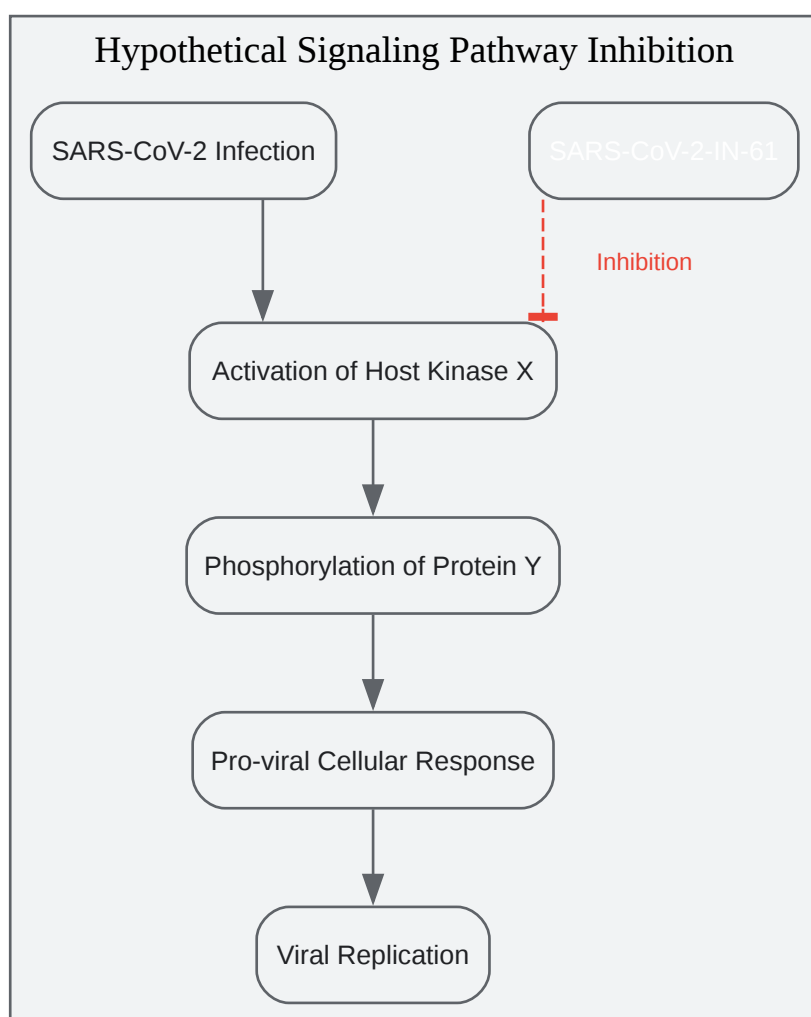 Hypothetical Signaling Pathway Inhibition
SARS-CoV-2 Infection
SARS-CoV-2-IN-61
Inhibition
Activation of Host Kinase X
Phosphorylation of Protein Y
Pro-viral Cellular Response
Viral Replication